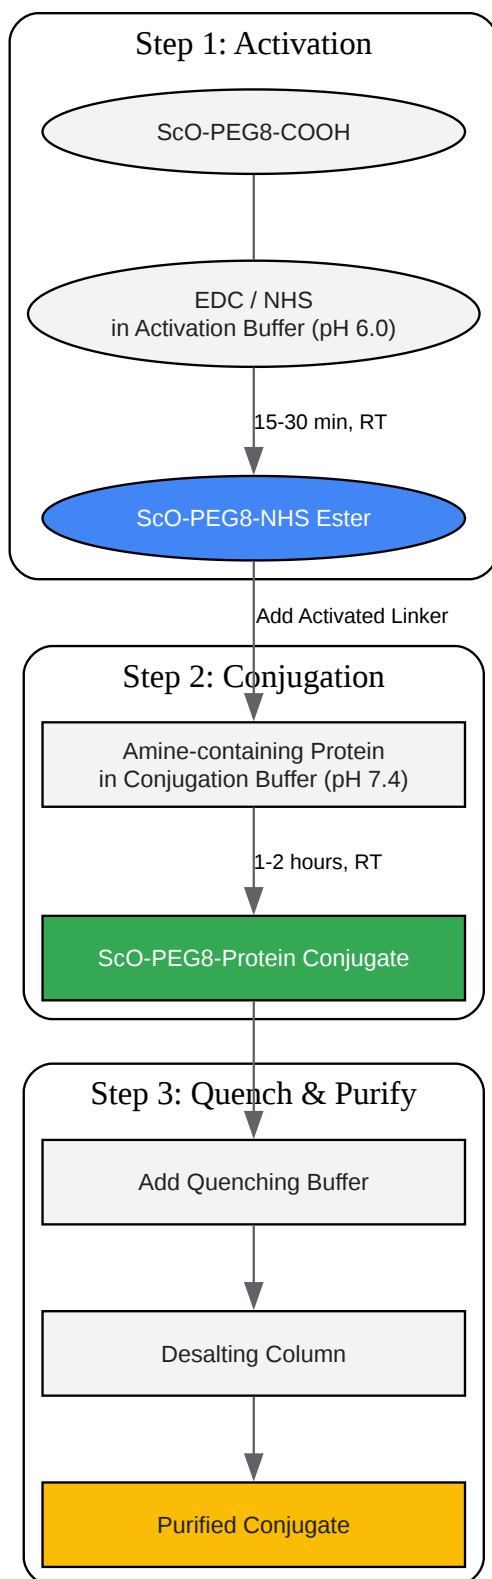 Step 1: Activation
ScO-PEG8-COOH
EDC / NHS
in Activation Buffer (pH 6.0)
15-30 min, RT
ScO-PEG8-NHS Ester
Add Activated Linker
Step 2: Conjugation
Amine-containing Protein
in Conjugation Buffer (pH 7.4)
1-2 hours, RT
ScO-PEG8-Protein Conjugate
Step 3: Quench & Purify
Add Quenching Buffer
Desalting Column
Purified Conjugate